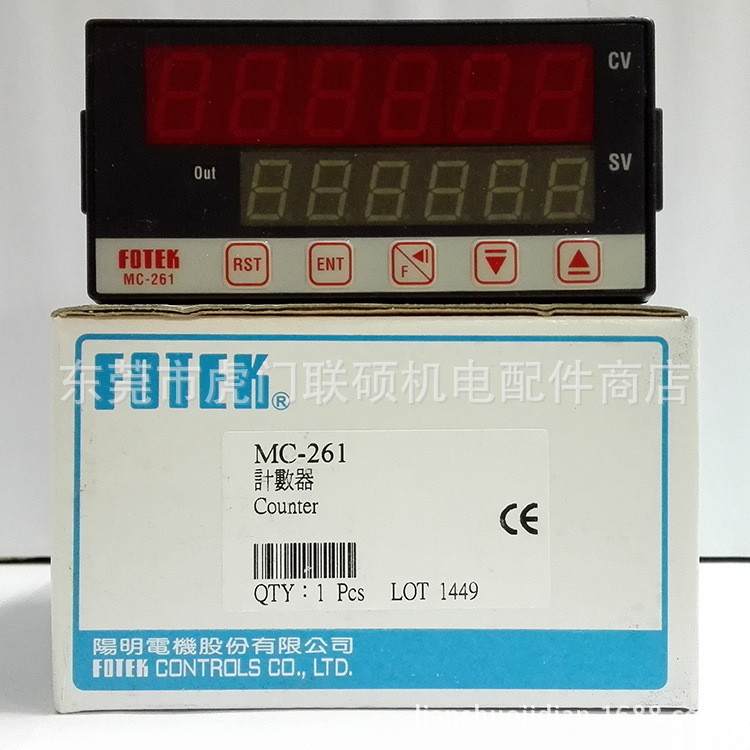 CV
Out
SV
FOTEK
MC-261
RST
ENT
F
FOTEK®
东莞市虎门联硕机电配件商店
MC-261
計數器
Counter
CE
QTY：1 Pcs LOT 1449
陽明電機股份有限公司
FOTEK CONTROLS CO., LTD.